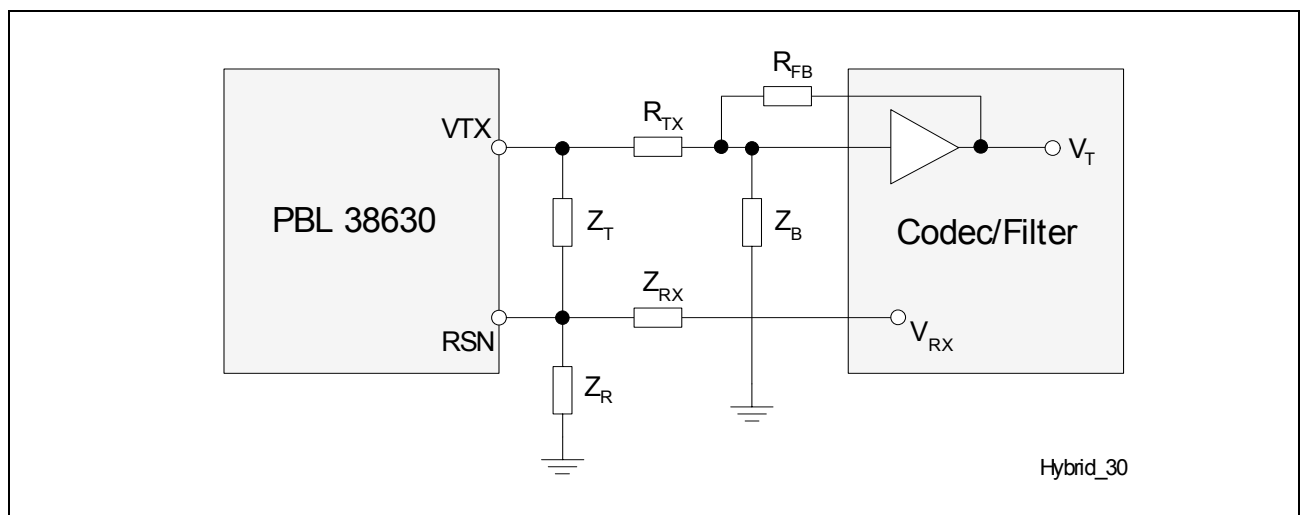 R_FB
R_TX
VTX
V_T
PBL 38630
Z_T
Z_B
Codec/Filter
Z_RX
RSN
V_RX
Z_R
Hybrid_30